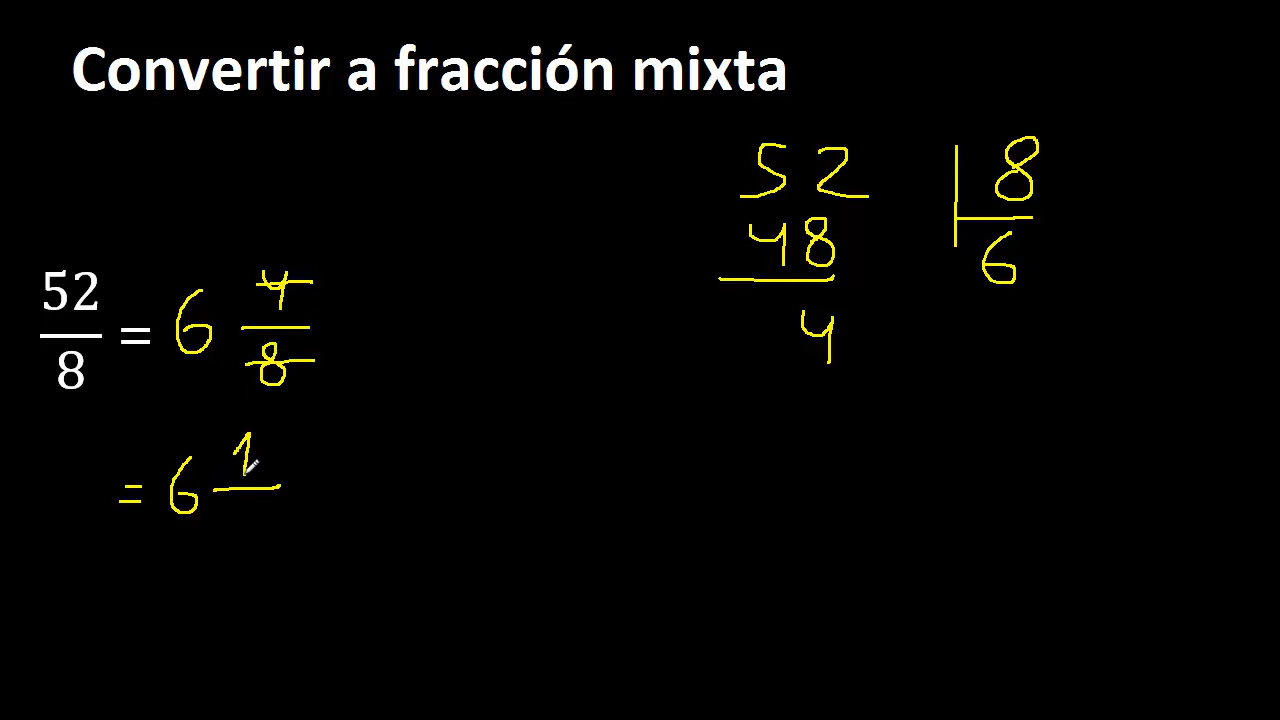 Convertir a fracción mixta
52 8
48 6
4
52/8 = 6 4/8
= 6 1/